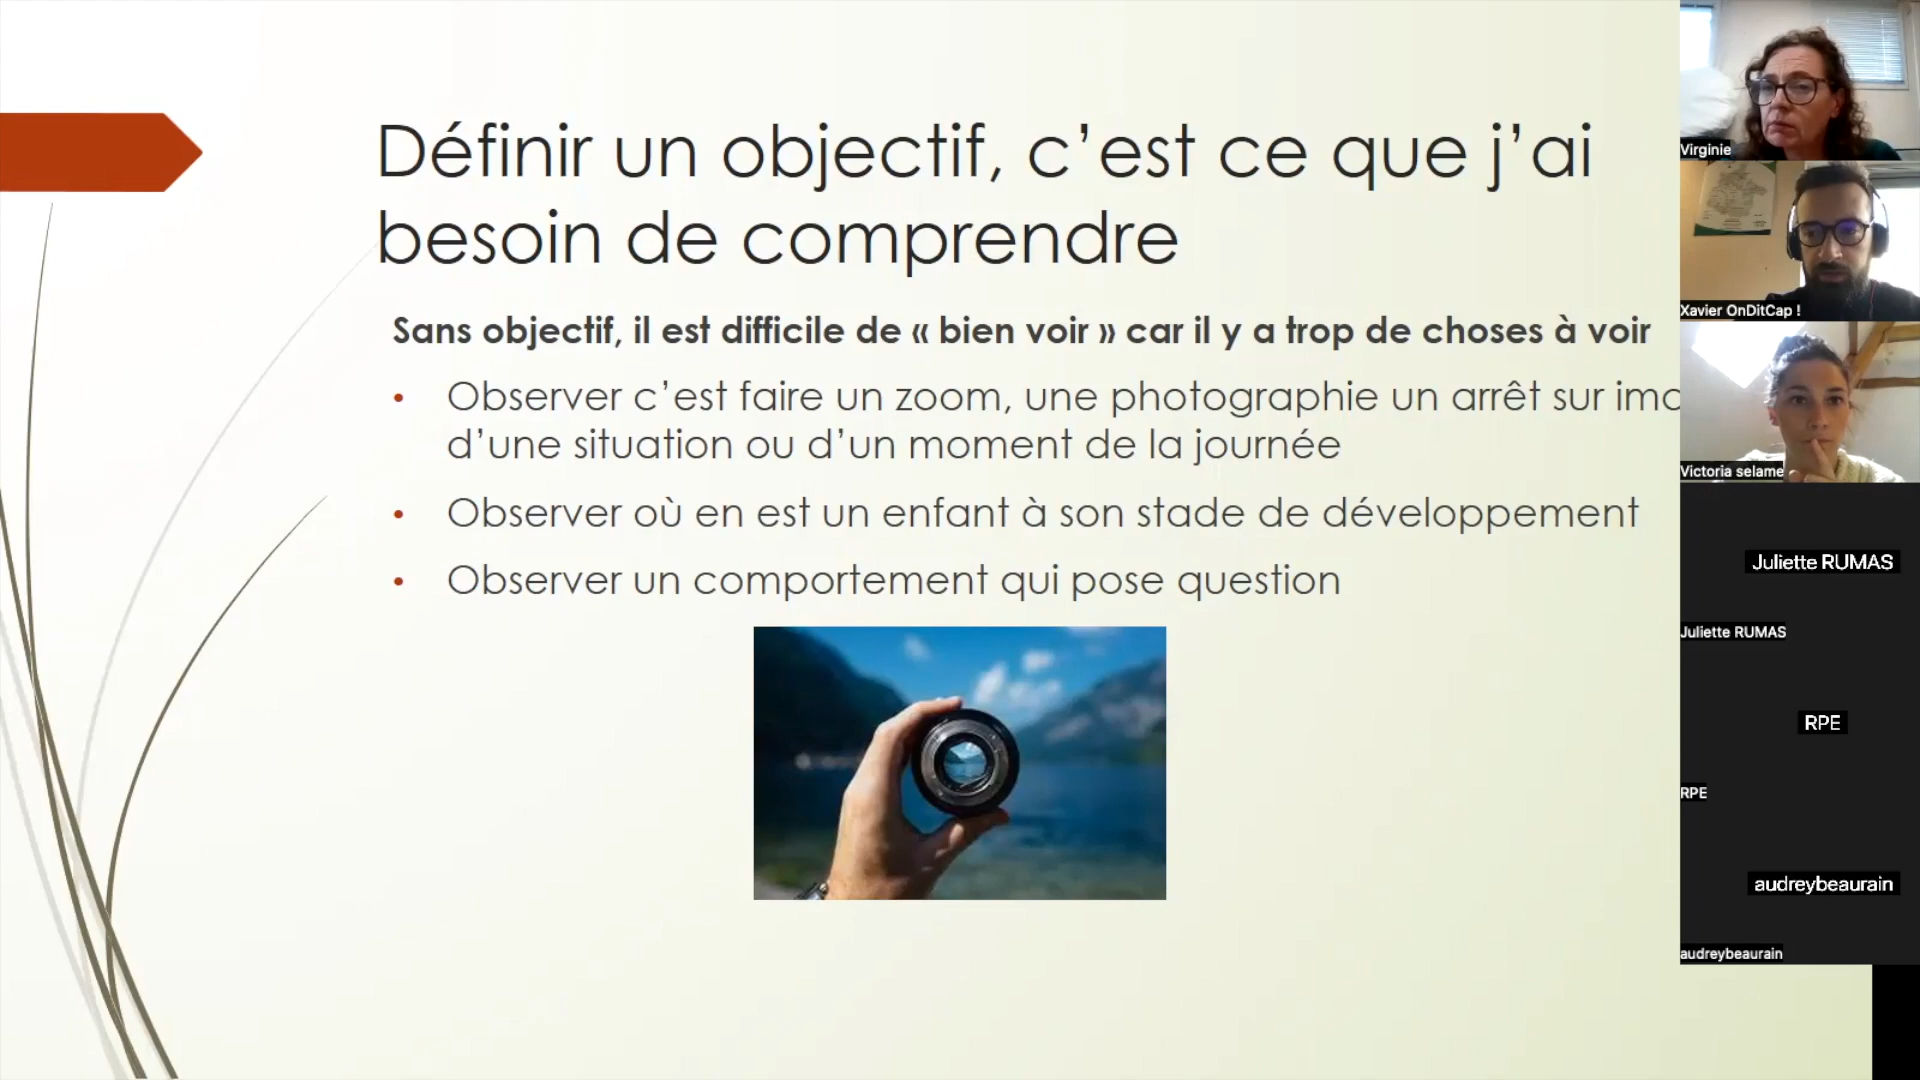 Définir un objectif, c’est ce que j’ai
besoin de comprendre
Sans objectif, il est difficile de « bien voir » car il y a trop de choses à voir
• Observer c’est faire un zoom, une photographie un arrêt sur
d’une situation ou d’un moment de la journée
• Observer où en est un enfant à son stade de développement
• Observer un comportement qui pose question
Virginie
Xavier OnDitCap !
Victoria selame
Juliette RUMAS
Juliette RUMAS
RPE
RPE
audreybeaurain
audreybeaurain